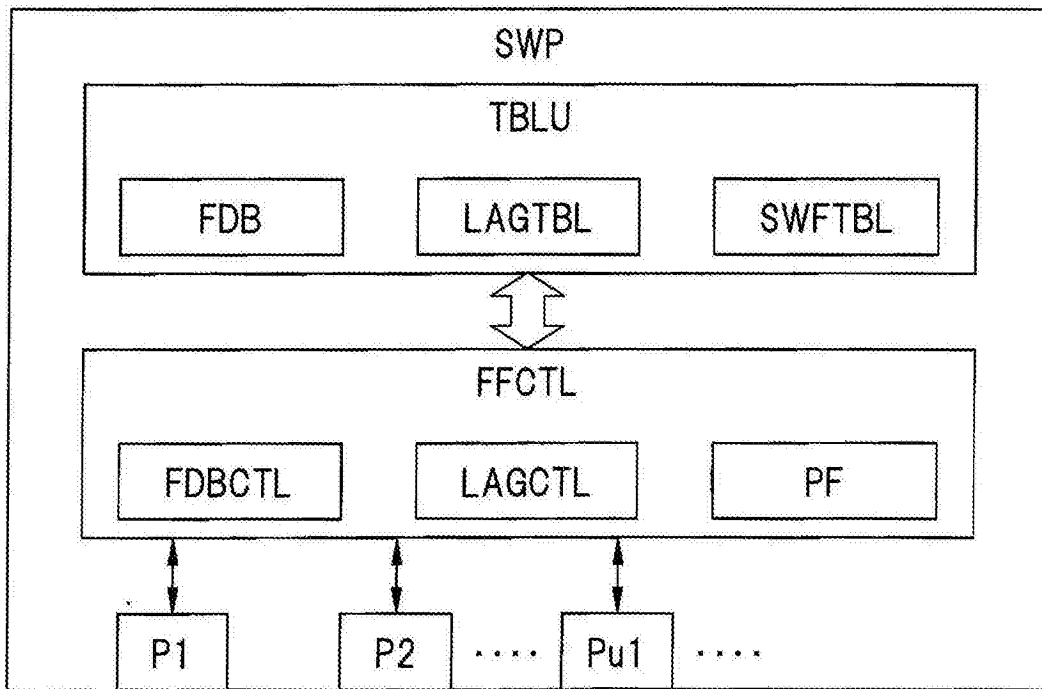 SWP
TBLU
FDB LAGTBL SWFTBL
FFCTL
FDBCTL LAGCTL PF
P1 P2 ···· Pu1 ····